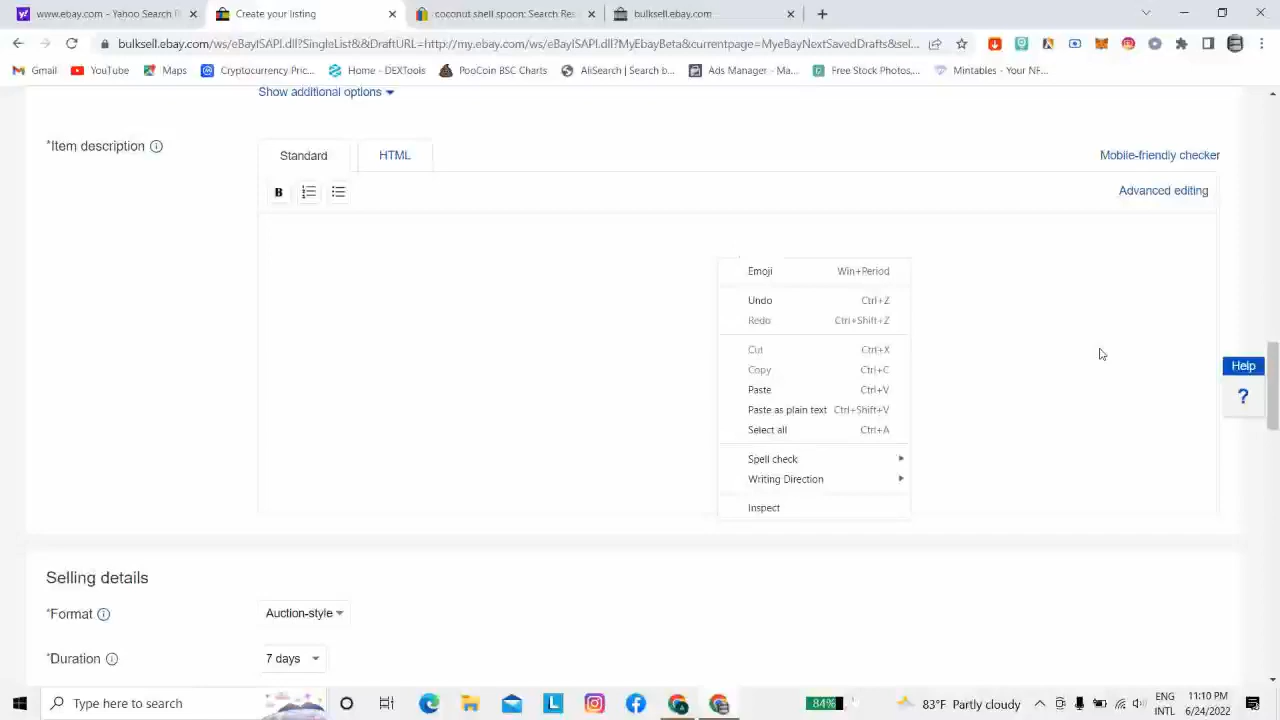 www.ebay.com - Yahoo Search R
Create your listing
coconut shell spoon: Search Res
bulksell.ebay.com
bulksell.ebay.com/ws/eBayISAPI.dll?SingleList&&DraftURL=http://my.ebay.com/ws/eBayISAPI.dll?MyEbayBeta&currentpage=MyeBayNextSavedDrafts&sel...
Gmail YouTube Maps Cryptocurrency Pric... Home - DEXTools PooCoin BSC Charts AliSearch | Search b... Ads Manager - Ma... Free Stock Photos,... Mintables - Your NF...
Show additional options
*Item description
Standard HTML Mobile-friendly checker
B Advanced editing
Emoji Win+Period
Undo Ctrl+Z
Redo Ctrl+Shift+Z
Cut Ctrl+X
Copy Ctrl+C
Paste Ctrl+V
Paste as plain text Ctrl+Shift+V
Select all Ctrl+A
Spell check
Writing Direction
Inspect
Help
?
Selling details
*Format Auction-style
*Duration 7 days
Type here to search
84%
83°F Partly cloudy
ENG
INTL
11:10 PM
6/24/2022